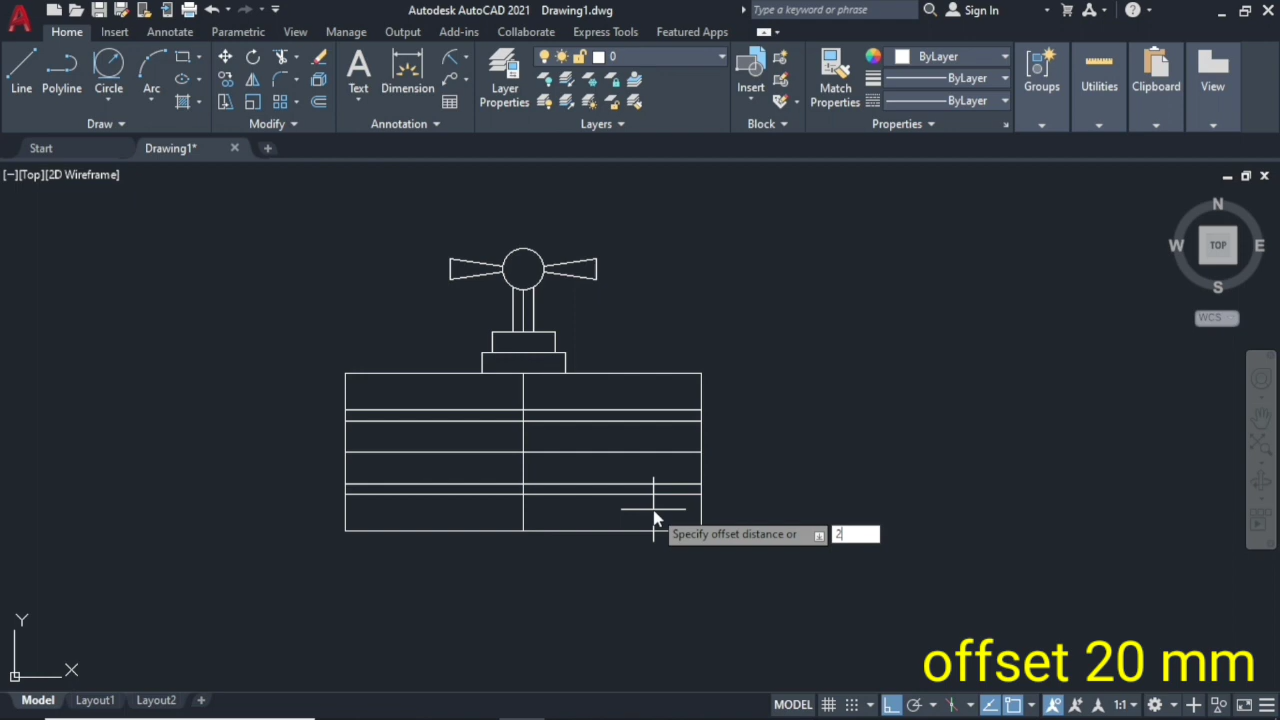 Autodesk AutoCAD 2021 Drawing1.dwg
Type a keyword or phrase
Sign In
Home Insert Annotate Parametric View Manage Output Add-ins Collaborate Express Tools Featured Apps
Line Polyline Circle Arc
Text Dimension
Layer Properties
0
Insert
Match Properties
ByLayer
ByLayer
ByLayer
Groups Utilities Clipboard View
Draw Modify Annotation Layers Block Properties
Start Drawing1*
[−][Top][2D Wireframe]
N
W TOP E
S
WCS
Specify offset distance or 2
Y
X
offset 20 mm
Model Layout1 Layout2
MODEL 1:1